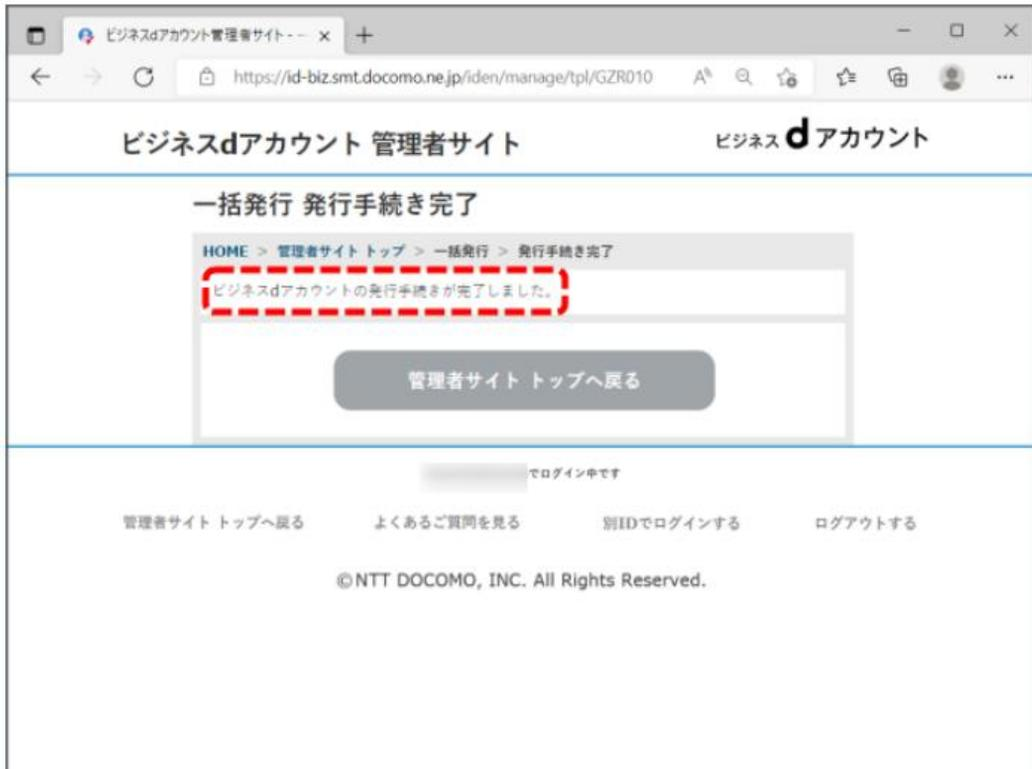 ビジネスdアカウント管理者サイト - –
https://id-biz.smt.docomo.ne.jp/iden/manage/tpl/GZR010
ビジネスdアカウント 管理者サイト
ビジネス d アカウント
一括発行 発行手続き完了
HOME > 管理者サイト トップ > 一括発行 > 発行手続き完了
ビジネスdアカウントの発行手続きが完了しました。
管理者サイト トップへ戻る
でログイン中です
管理者サイト トップへ戻る よくあるご質問を見る 別IDでログインする ログアウトする
©NTT DOCOMO, INC. All Rights Reserved.